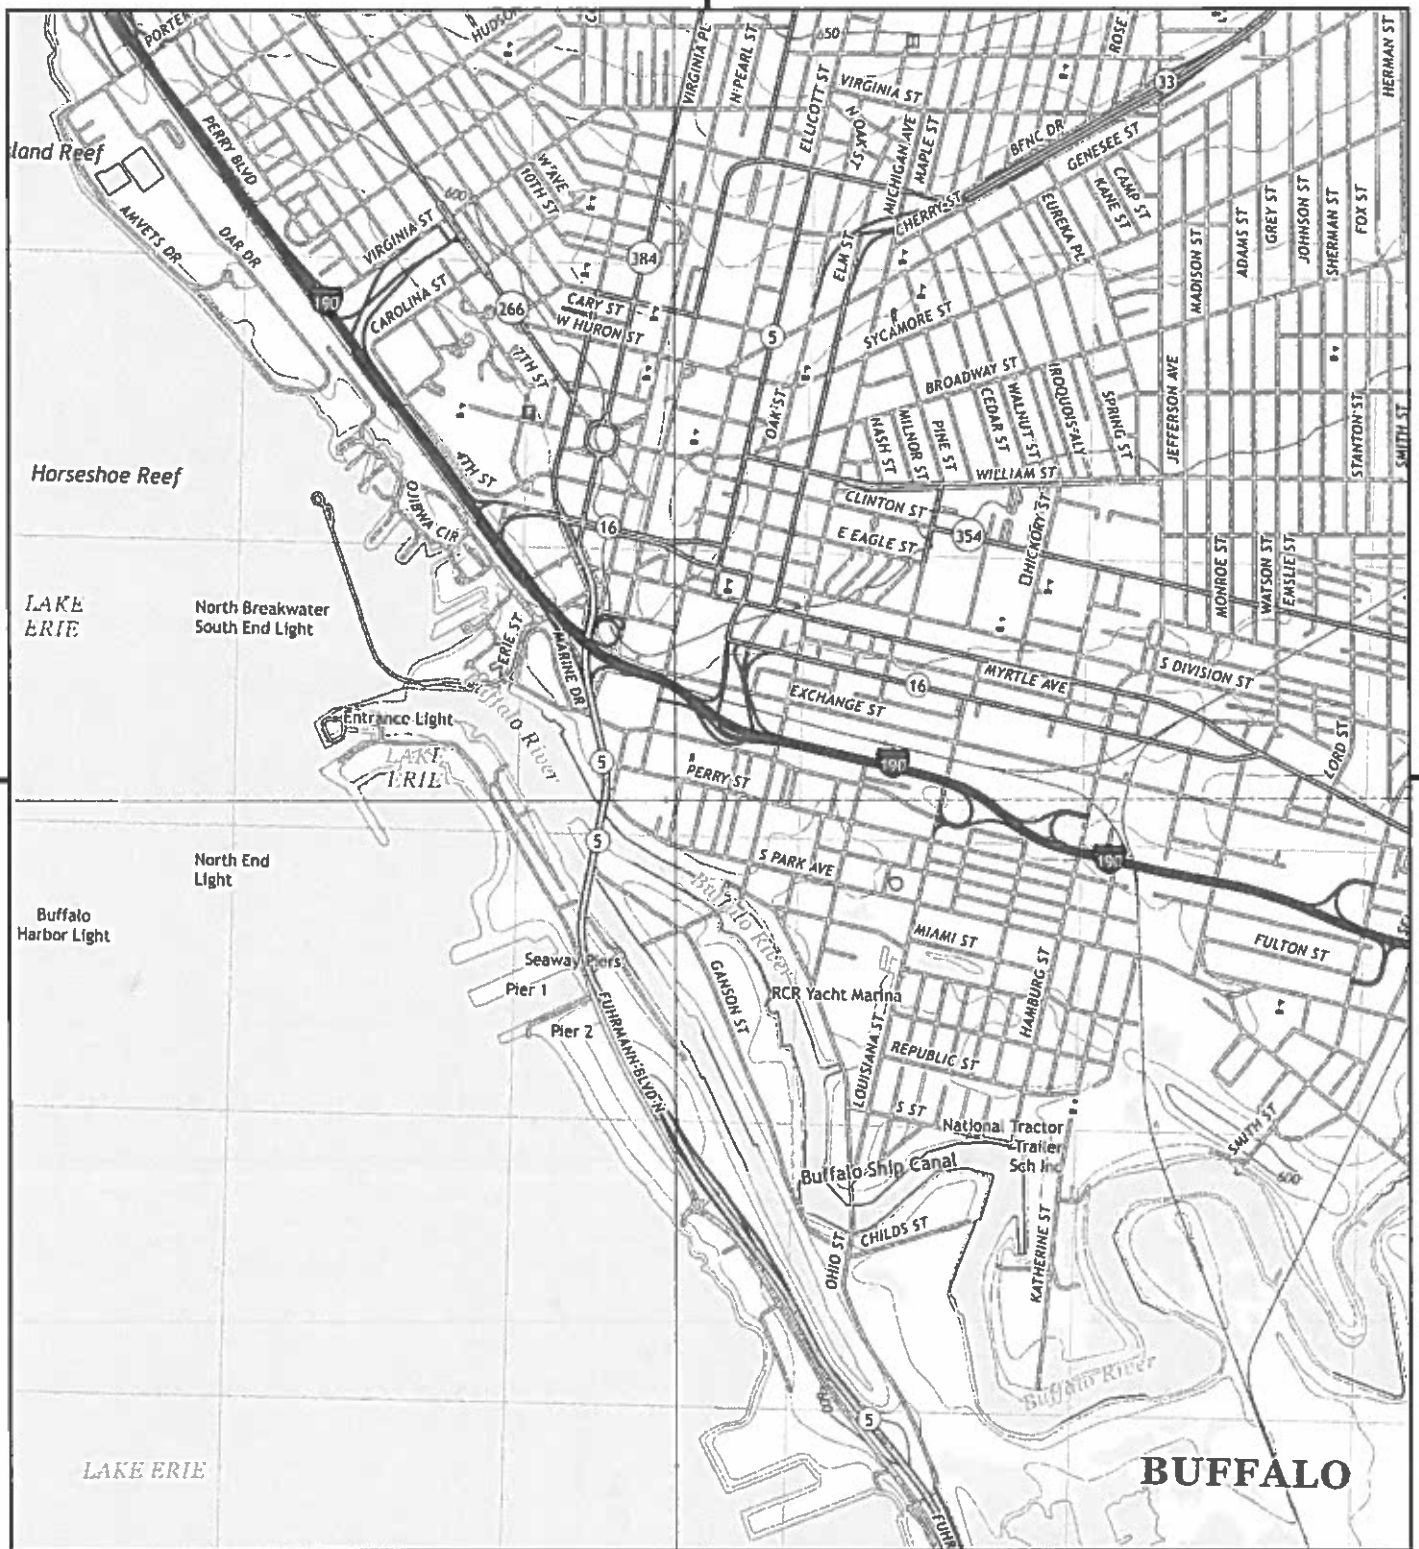 PORTER
HUDSON
VIRGINIA PL
N PEARL ST
650
ROSE
HERMAN ST
33
ELLICOTT ST
VIRGINIA ST
N OAK ST
MICHIGAN AVE
MAPLE ST
BFNC DR
GENESEE ST
PERRY BLVD
sland Reef
W AVE
10TH ST
600
CAMP ST
KANE ST
EUREKA PL
CHERRY ST
AMVETS DR
DAR DR
VIRGINIA ST
384
ELM ST
MADISON ST
ADAMS ST
GREY ST
JOHNSON ST
SHERMAN ST
FOX ST
190
CAROLINA ST
266
CARY ST
W HURON ST
5
SYCAMORE ST
7TH ST
BROADWAY ST
OAK ST
NASH ST
MILNOR ST
PINE ST
CEDAR ST
WALNUT ST
IROQUOIS ALY
SPRING ST
JEFFERSON AVE
STANTON ST
SMITH ST
Horseshoe Reef
4TH ST
WILLIAM ST
OJIBWA CIR
16
CLINTON ST
E EAGLE ST
354
HICKORY ST
MONROE ST
WATSON ST
EMSLIE ST
LAKE
ERIE
North Breakwater
South End Light
ERIE ST
MARINE DR
S DIVISION ST
MYRTLE AVE
16
EXCHANGE ST
Buffalo River
Entrance Light
LAKE
ERIE
5
PERRY ST
190
LORD ST
5
S PARK AVE
190
North End
Light
Buffalo River
Buffalo
Harbor Light
MIAMI ST
FULTON ST
Seaway Piers
Pier 1
Pier 2
GANSON ST
RCR Yacht Marina
HAMBURG ST
FUHRMANN BLVD N
LOUISIANA ST
REPUBLIC ST
S ST
National Tractor
Trailer
Sch Inc
SMITH ST
600
Buffalo Ship Canal
CHILDS ST
OHIO ST
KATHERINE ST
Buffalo River
600
5
LAKE ERIE
BUFFALO
FUHR